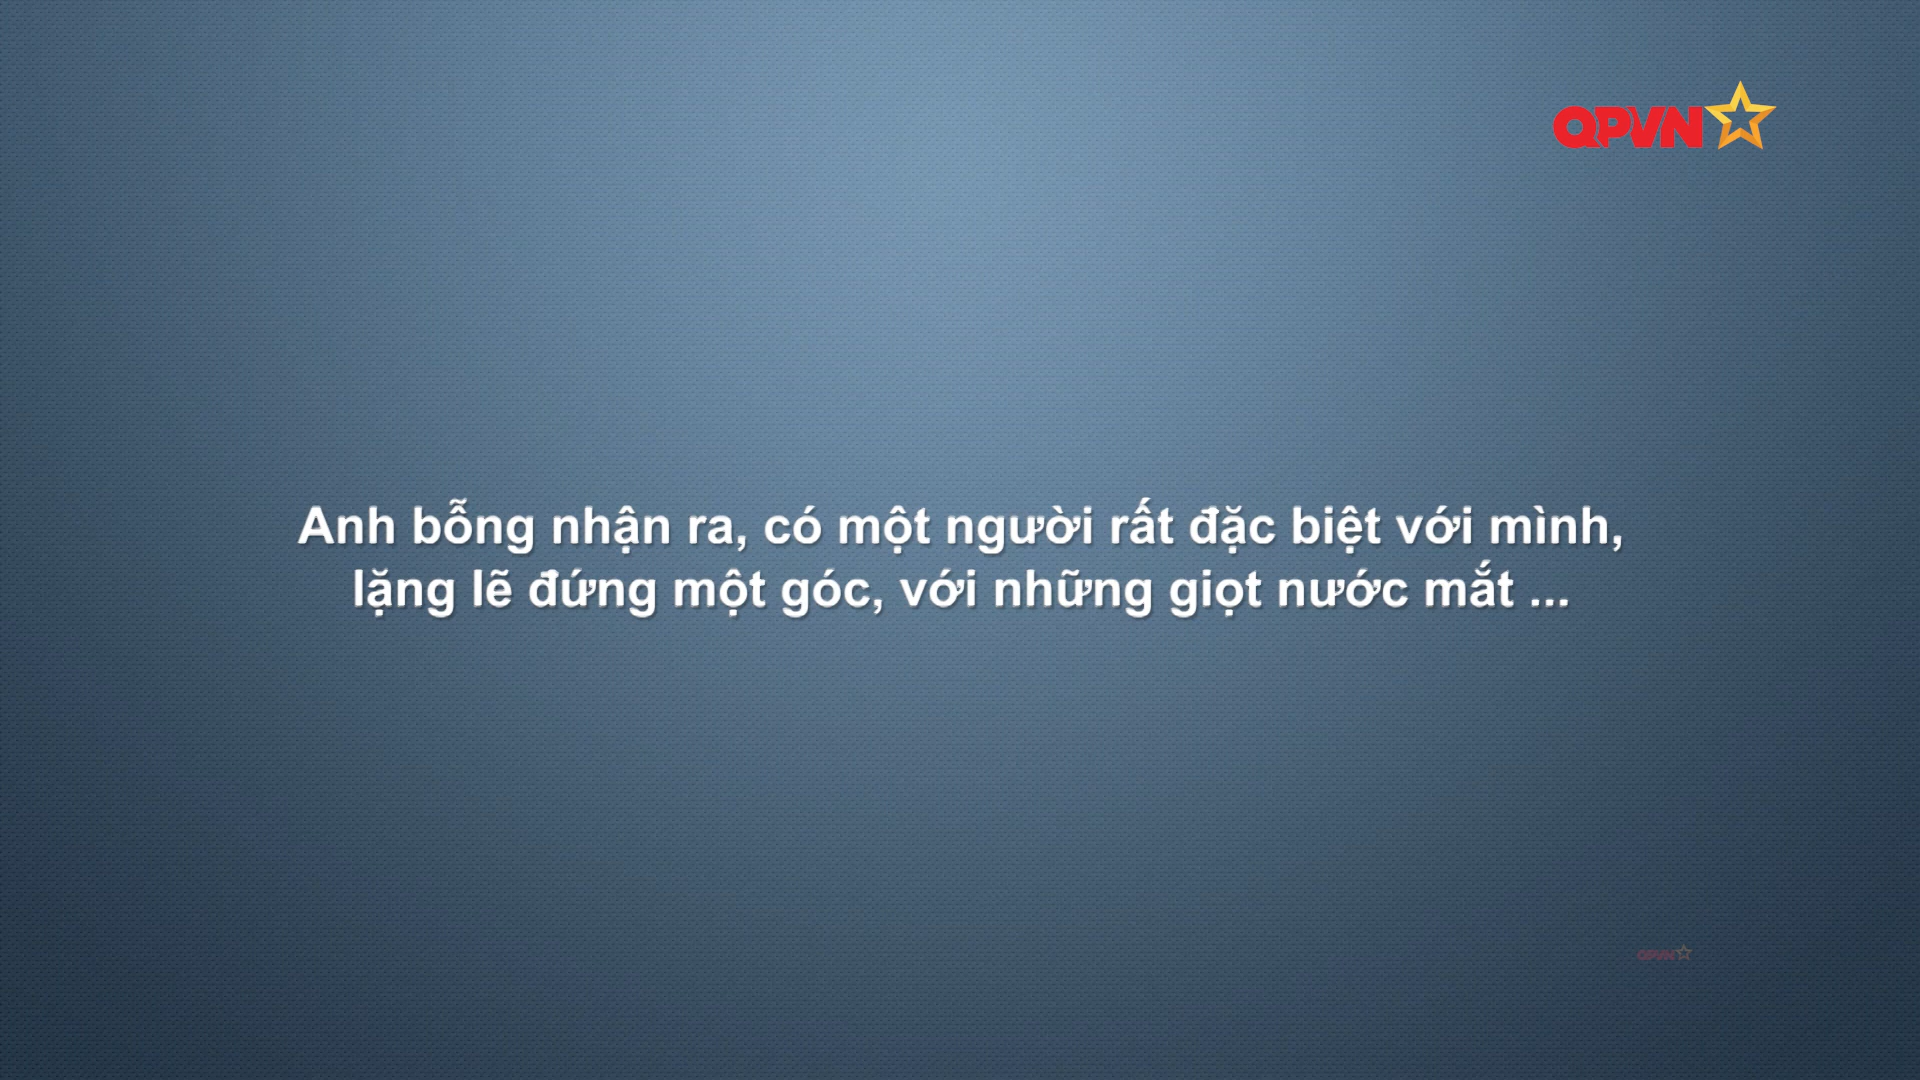 QPVN
Anh bỗng nhận ra, có một người rất đặc biệt với mình,
lặng lẽ đứng một góc, với những giọt nước mắt ...
QPVN